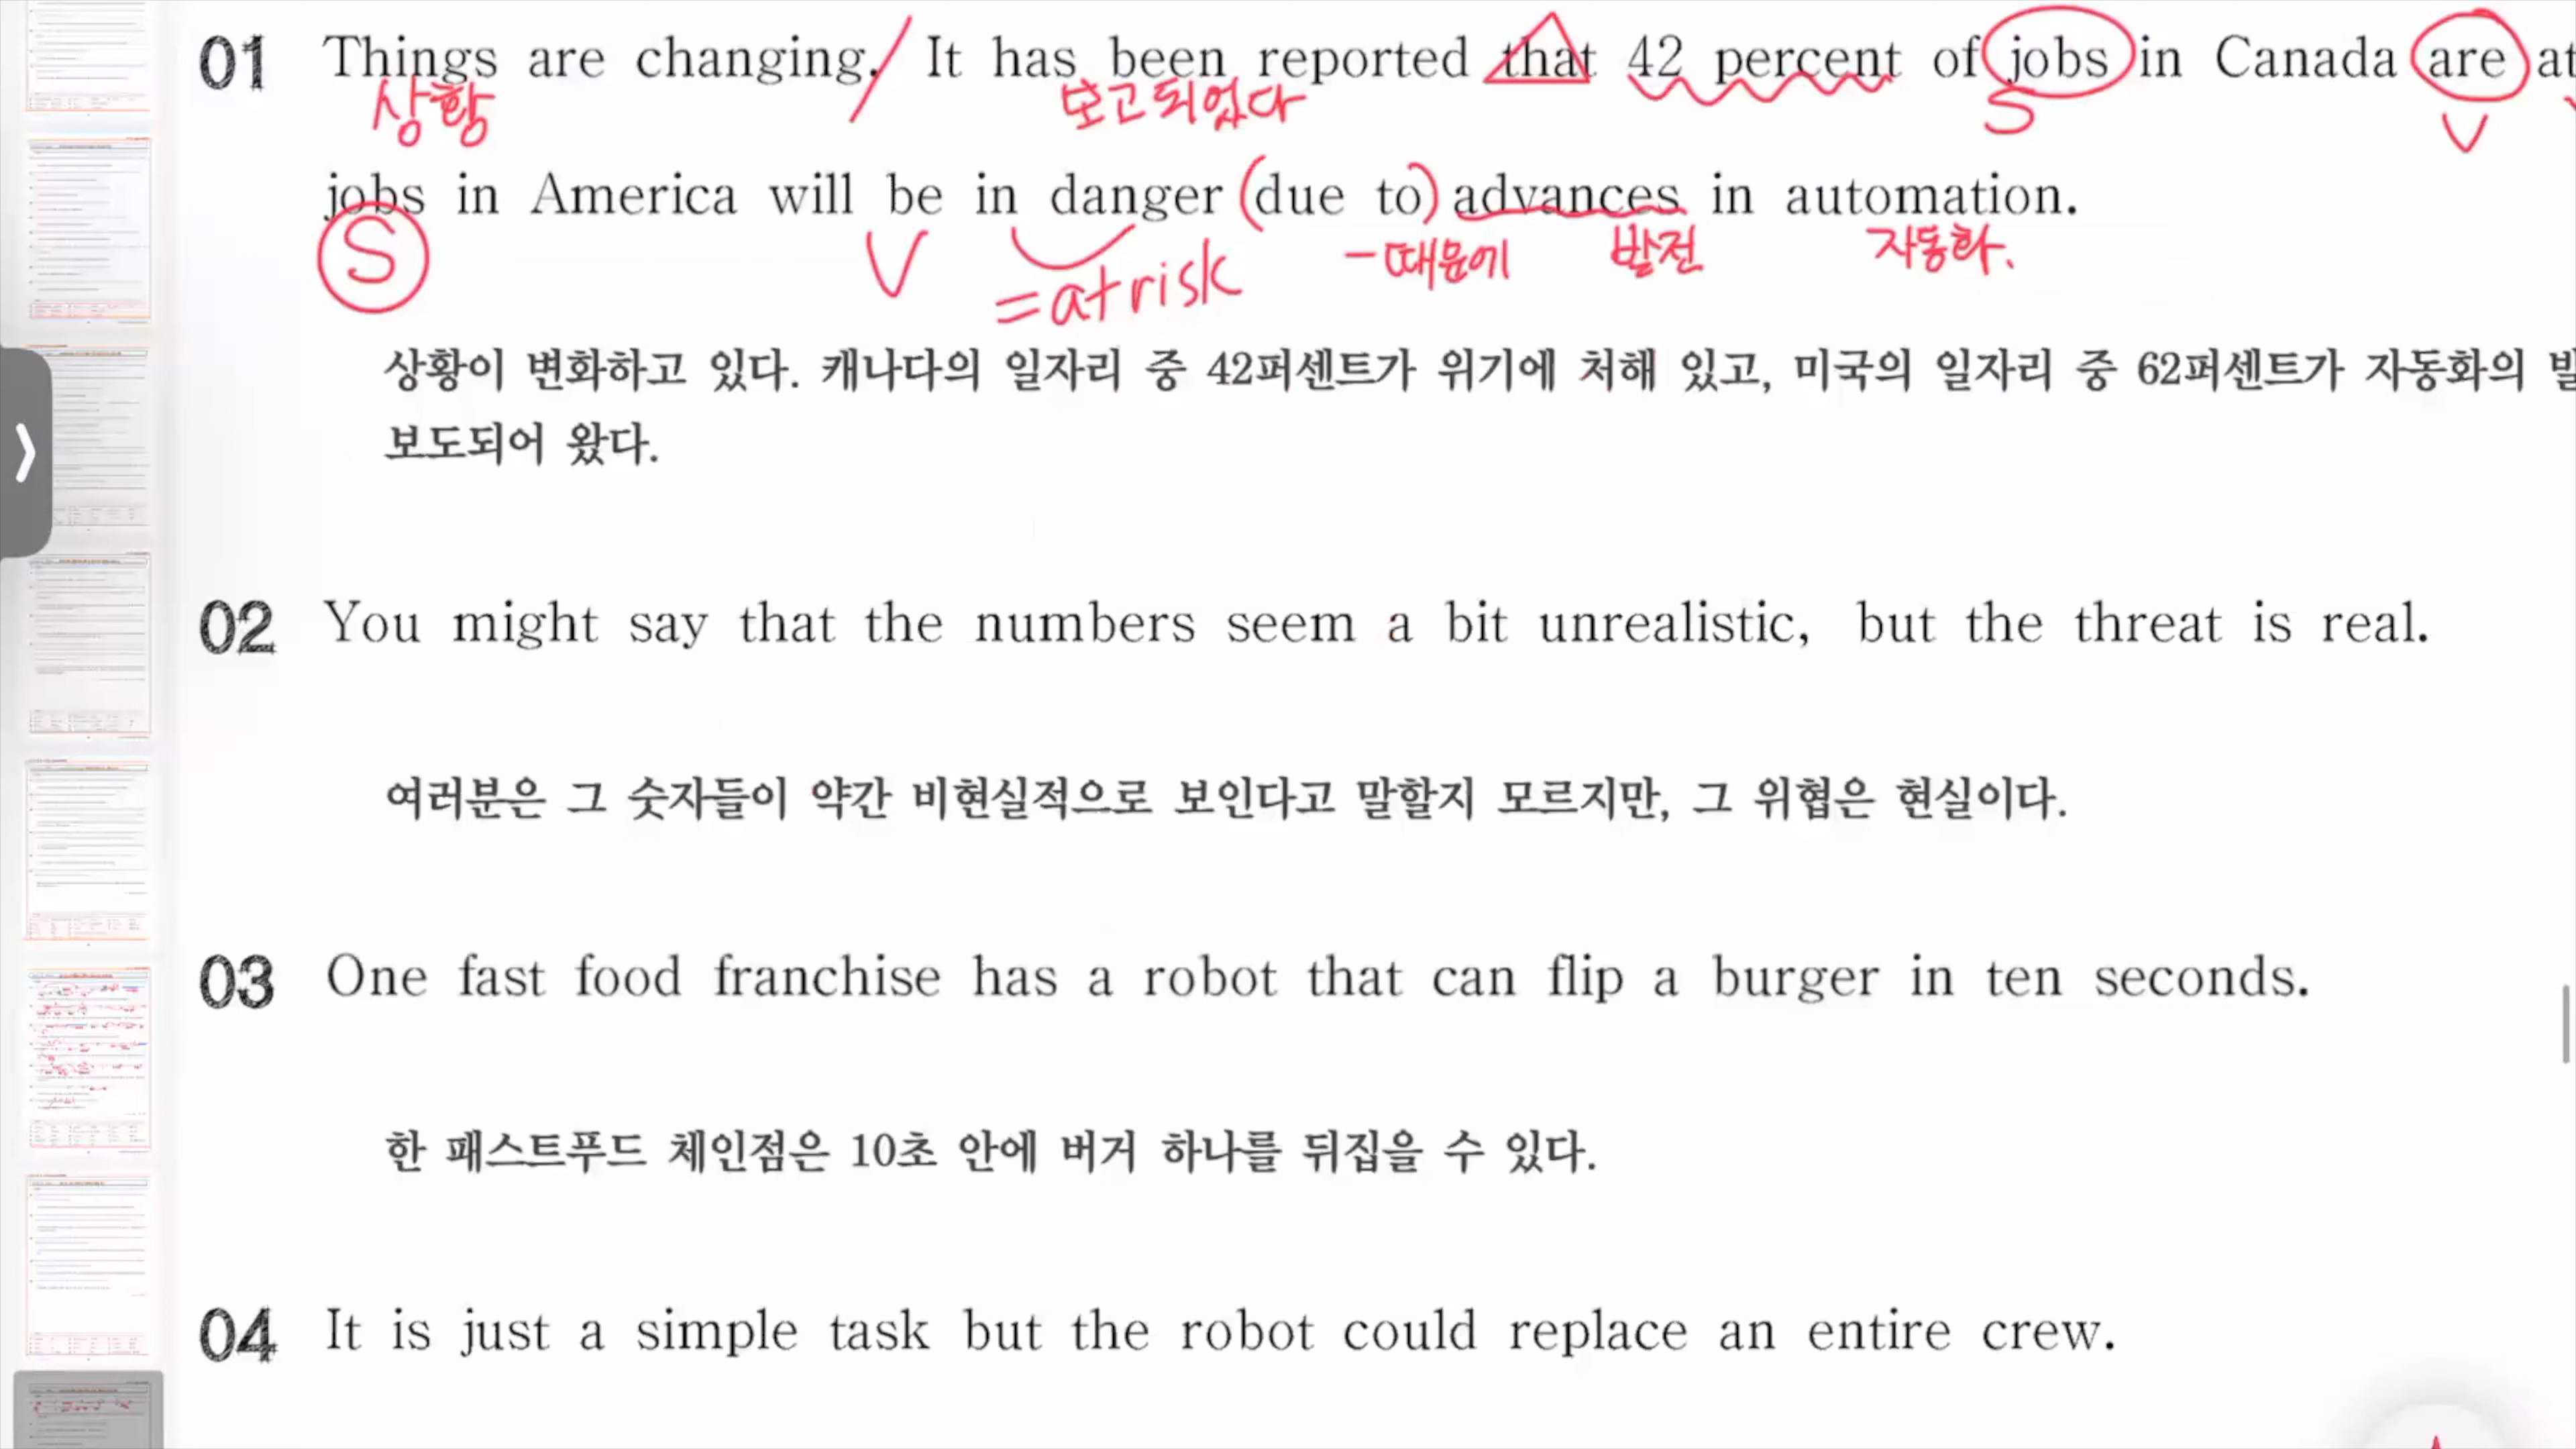 01 Things are changing. It has been reported that 42 percent of jobs in Canada are at
상황 보고되었다 S V
jobs in America will be in danger (due to) advances in automation.
S V = at risk -때문에 발전 자동화.
상황이 변화하고 있다. 캐나다의 일자리 중 42퍼센트가 위기에 처해 있고, 미국의 일자리 중 62퍼센트가 자동화의
보도되어 왔다.
02 You might say that the numbers seem a bit unrealistic, but the threat is real.
여러분은 그 숫자들이 약간 비현실적으로 보인다고 말할지 모르지만, 그 위협은 현실이다.
03 One fast food franchise has a robot that can flip a burger in ten seconds.
한 패스트푸드 체인점은 10초 안에 버거 하나를 뒤집을 수 있다.
04 It is just a simple task but the robot could replace an entire crew.